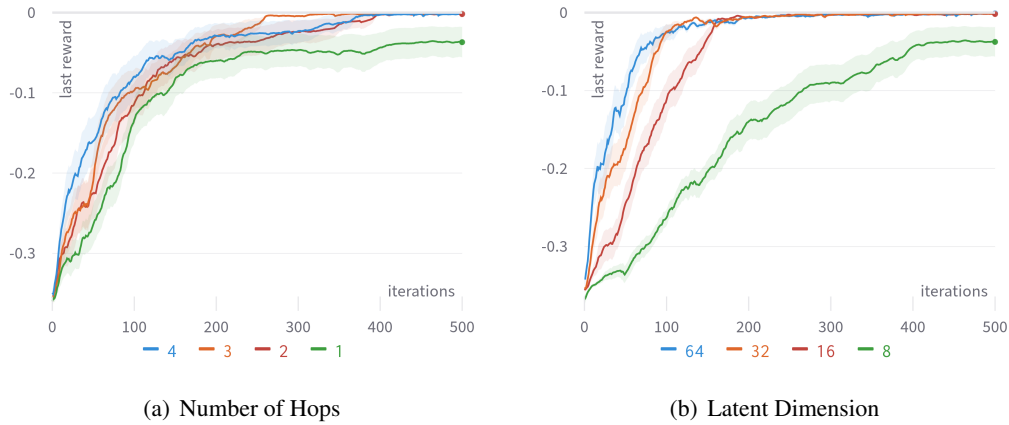 0
-0.1
-0.2
-0.3
last reward
iterations
0 100 200 300 400 500
4 3 2 1
(a) Number of Hops
0
-0.1
-0.2
-0.3
last reward
iterations
0 100 200 300 400 500
64 32 16 8
(b) Latent Dimension